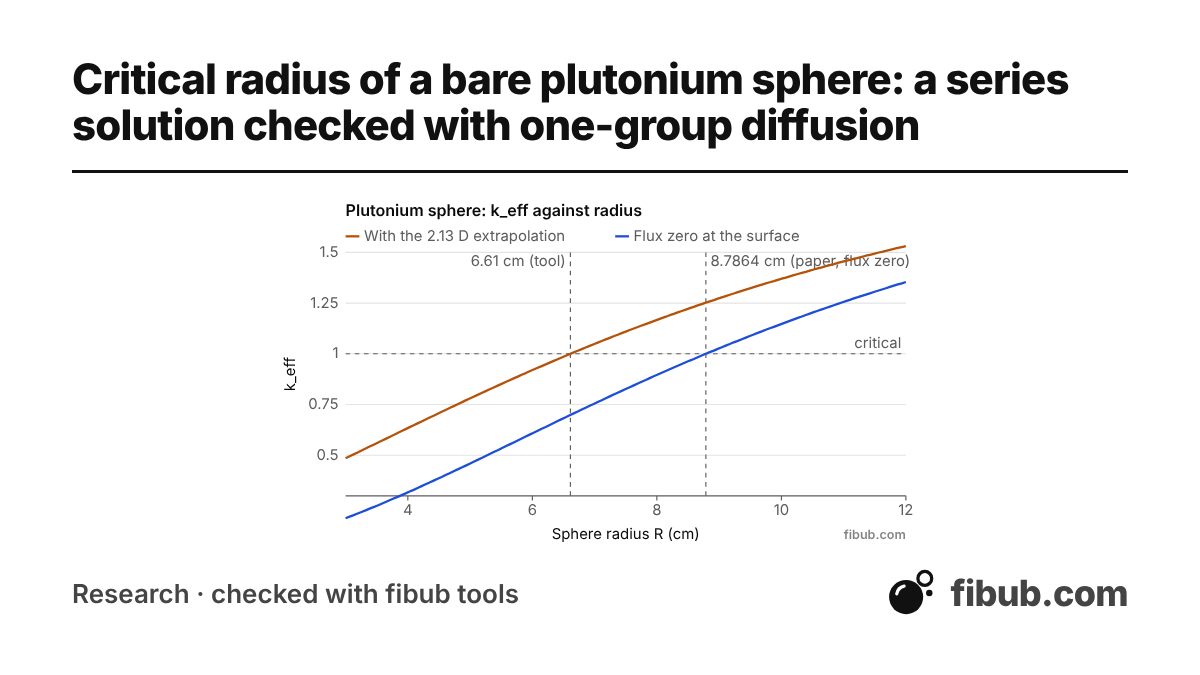 Critical radius of a bare plutonium sphere: a series
solution checked with one-group diffusion
Plutonium sphere: k_eff against radius
With the 2.13 D extrapolation
Flux zero at the surface
1.5
6.61 cm (tool)
8.7864 cm (paper, flux zero)
1.25
critical
1
k_eff
0.75
0.5
4
6
8
10
12
Sphere radius R (cm)
fibub.com
Research · checked with fibub tools
fibub.com